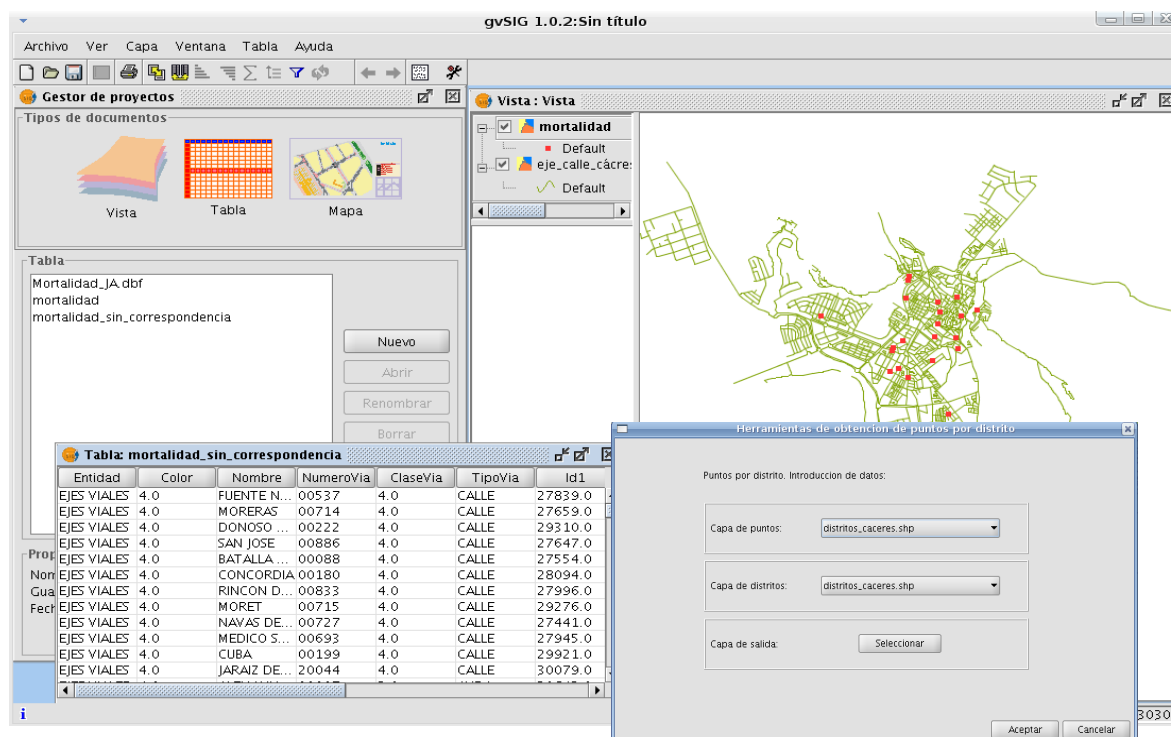 gvSIG 1.0.2:Sin título
Archivo Ver Capa Ventana Tabla Ayuda
Gestor de proyectos
Tipos de documentos
Vista
Tabla
Mapa
Tabla
Mortalidad_JA.dbf
mortalidad
mortalidad_sin_correspondencia
Nuevo
Abrir
Renombrar
Borrar
Prop
Nom
Gua
Fech
Vista : Vista
mortalidad
Default
eje_calle_cácre:
Default
Tabla: mortalidad_sin_correspondencia
Entidad Color Nombre NumeroVia ClaseVia TipoVia Id1
EJES VIALES 4.0 FUENTE N... 00537 4.0 CALLE 27839.0
EJES VIALES 4.0 MORERAS 00714 4.0 CALLE 27659.0
EJES VIALES 4.0 DONOSO ... 00222 4.0 CALLE 29310.0
EJES VIALES 4.0 SAN JOSE 00886 4.0 CALLE 27647.0
EJES VIALES 4.0 BATALLA ... 00088 4.0 CALLE 27554.0
EJES VIALES 4.0 CONCORDIA 00180 4.0 CALLE 28094.0
EJES VIALES 4.0 RINCON D... 00833 4.0 CALLE 27996.0
EJES VIALES 4.0 MORET 00715 4.0 CALLE 29276.0
EJES VIALES 4.0 NAVAS DE... 00727 4.0 CALLE 27441.0
EJES VIALES 4.0 MEDICO S... 00693 4.0 CALLE 27945.0
EJES VIALES 4.0 CUBA 00199 4.0 CALLE 29921.0
EJES VIALES 4.0 JARAIZ DE... 20044 4.0 CALLE 30079.0
Herramientas de obtencion de puntos por distrito
Puntos por distrito. Introduccion de datos:
Capa de puntos: distritos_caceres.shp
Capa de distritos: distritos_caceres.shp
Capa de salida: Seleccionar
Aceptar Cancelar
3030